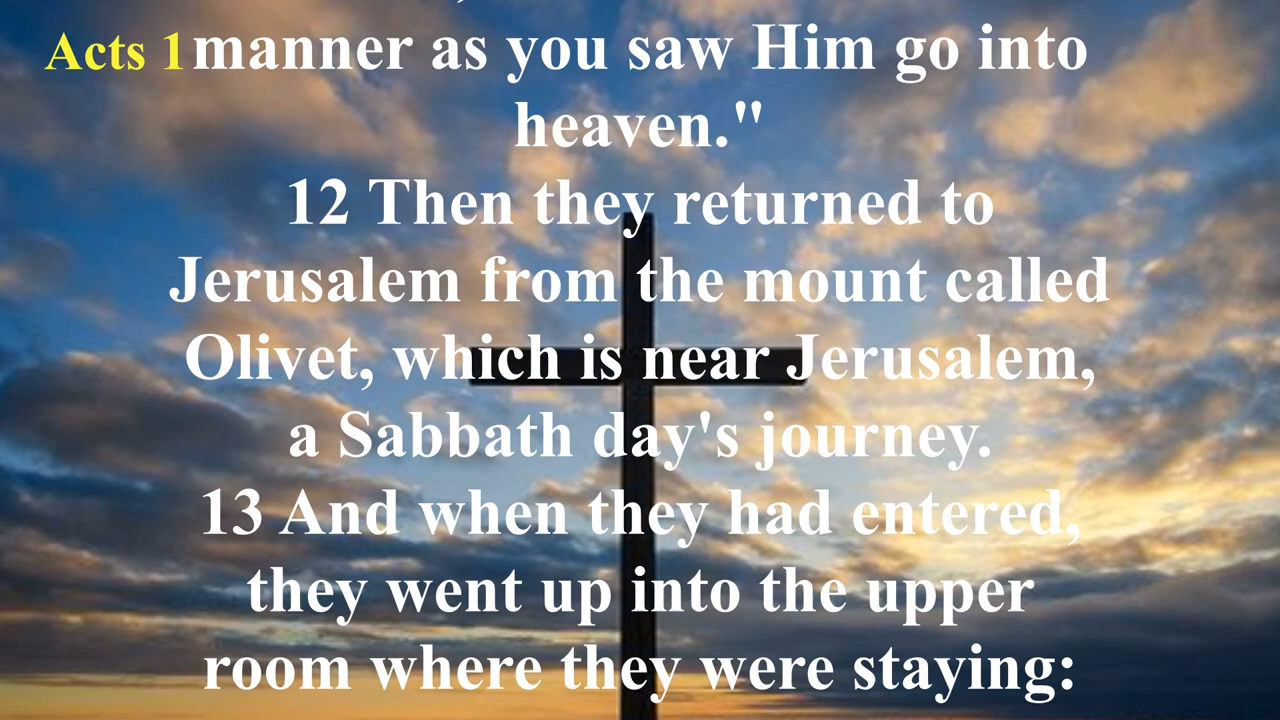 Acts 1 manner as you saw Him go into
heaven."
12 Then they returned to
Jerusalem from the mount called
Olivet, which is near Jerusalem,
a Sabbath day's journey.
13 And when they had entered,
they went up into the upper
room where they were staying: